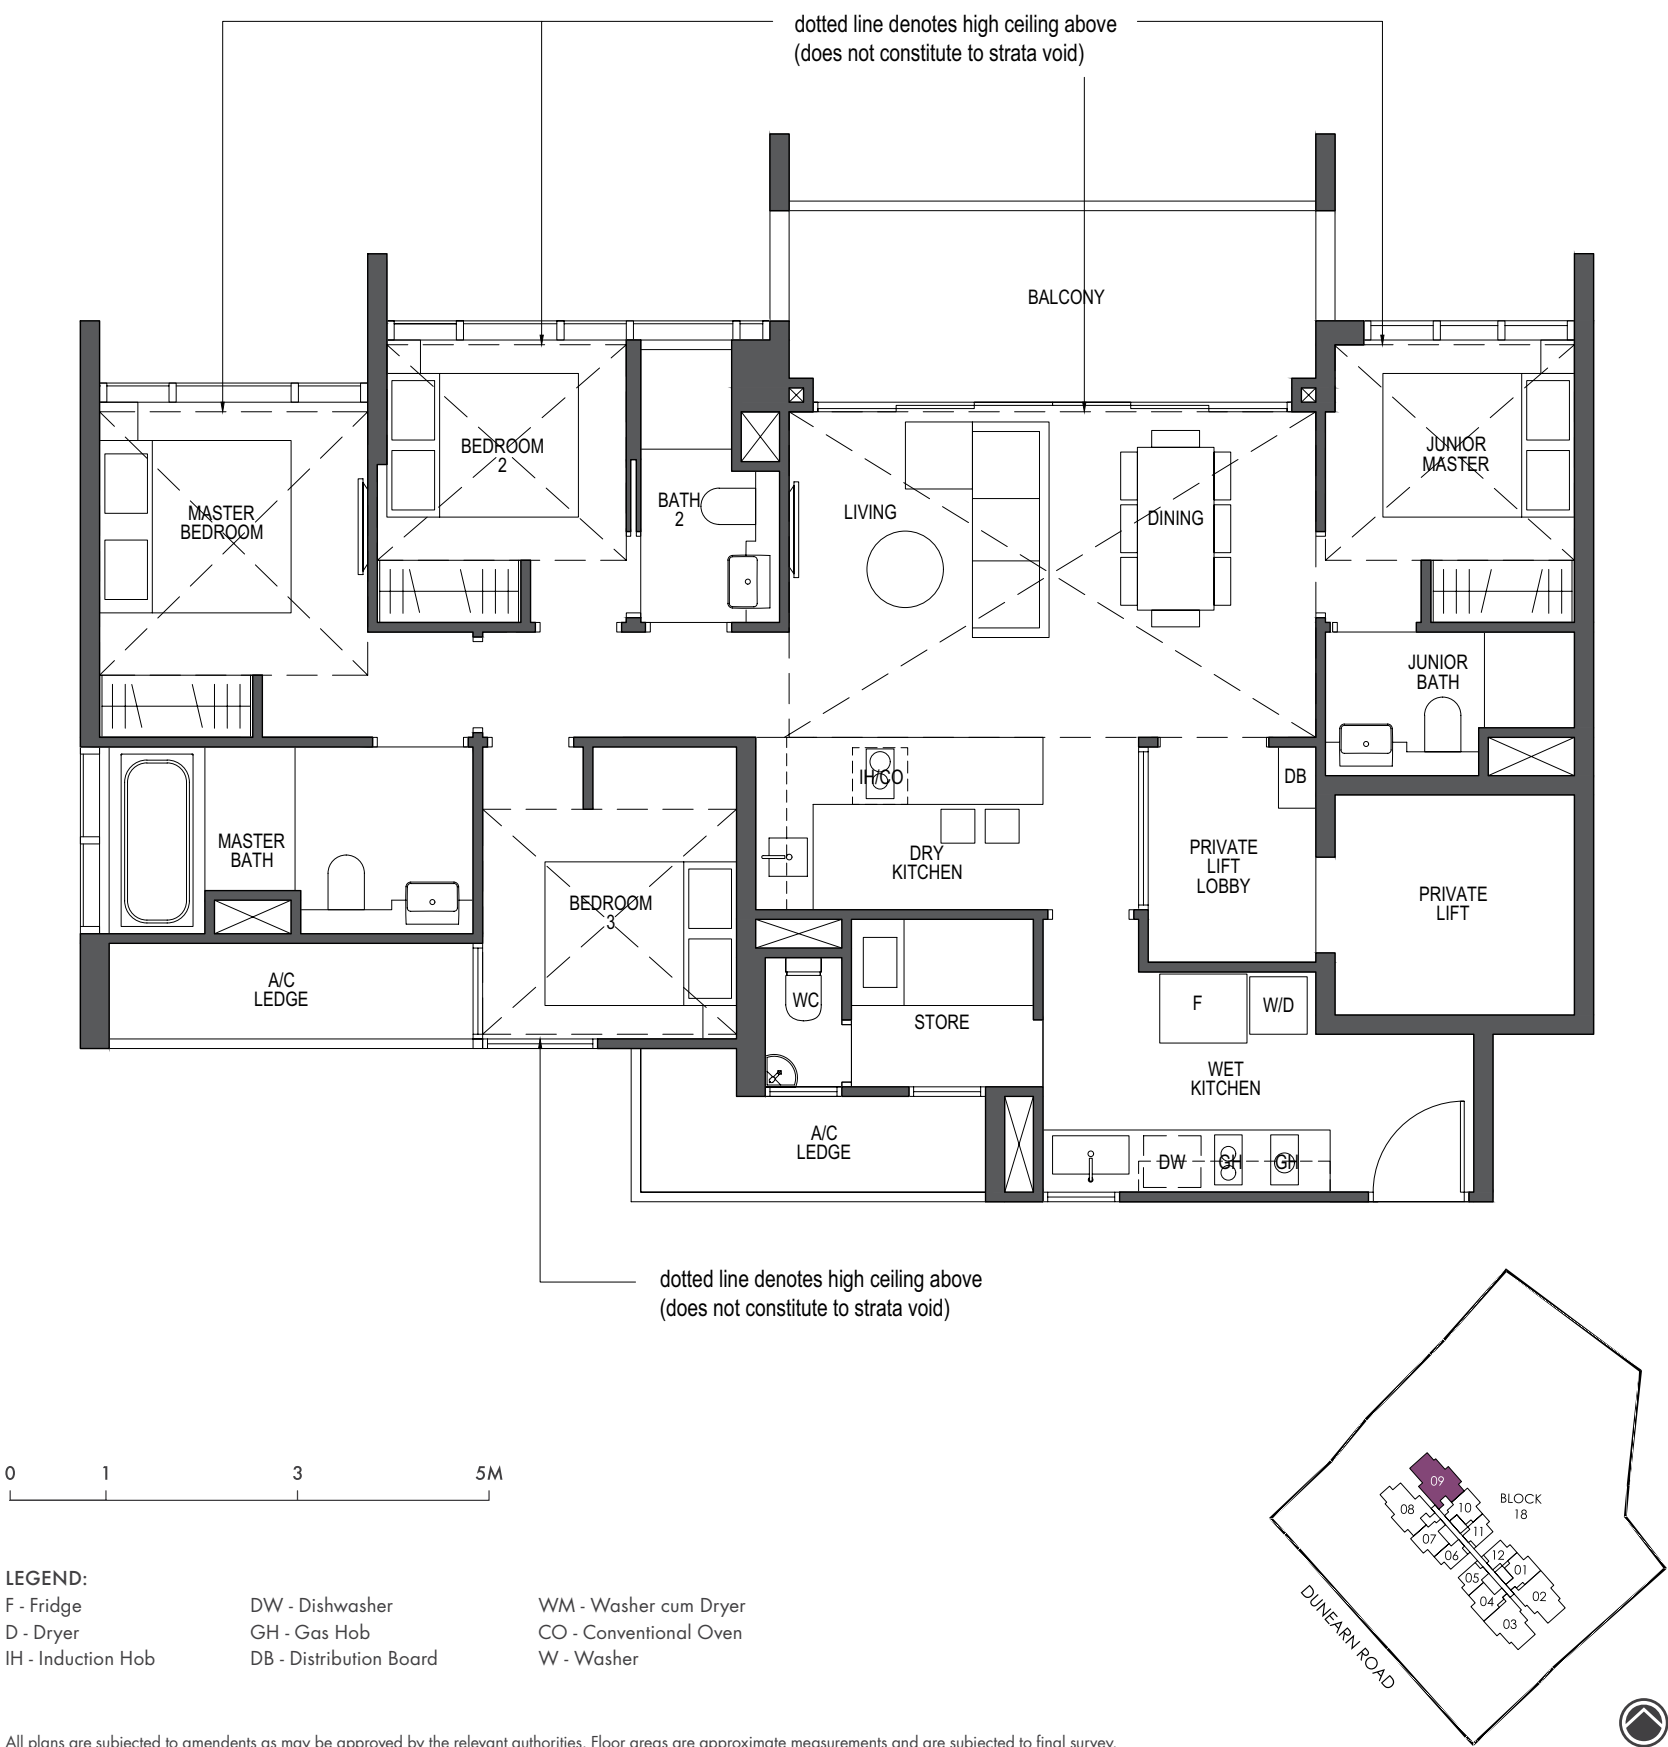 dotted line denotes high ceiling above
(does not constitute to strata void)
BALCONY
BEDROOM
2
JUNIOR
MASTER
MASTER
BEDROOM
BATH
2
LIVING
DINING
JUNIOR
BATH
IH/CO
DB
MASTER
BATH
DRY
KITCHEN
PRIVATE
LIFT
LOBBY
BEDROOM
3
PRIVATE
LIFT
A/C
LEDGE
WC
STORE
F
W/D
WET
KITCHEN
A/C
LEDGE
DW
GH
GH
dotted line denotes high ceiling above
(does not constitute to strata void)
0 1 3 5M
09
08
10
BLOCK
18
07
11
06
12
05
01
04
02
03
DUNEARN ROAD
LEGEND:
F - Fridge
D - Dryer
IH - Induction Hob
DW - Dishwasher
GH - Gas Hob
DB - Distribution Board
WM - Washer cum Dryer
CO - Conventional Oven
W - Washer
All plans are subjected to amendents as may be approved by the relevant authorities. Floor areas are approximate measurements and are subjected to final survey.